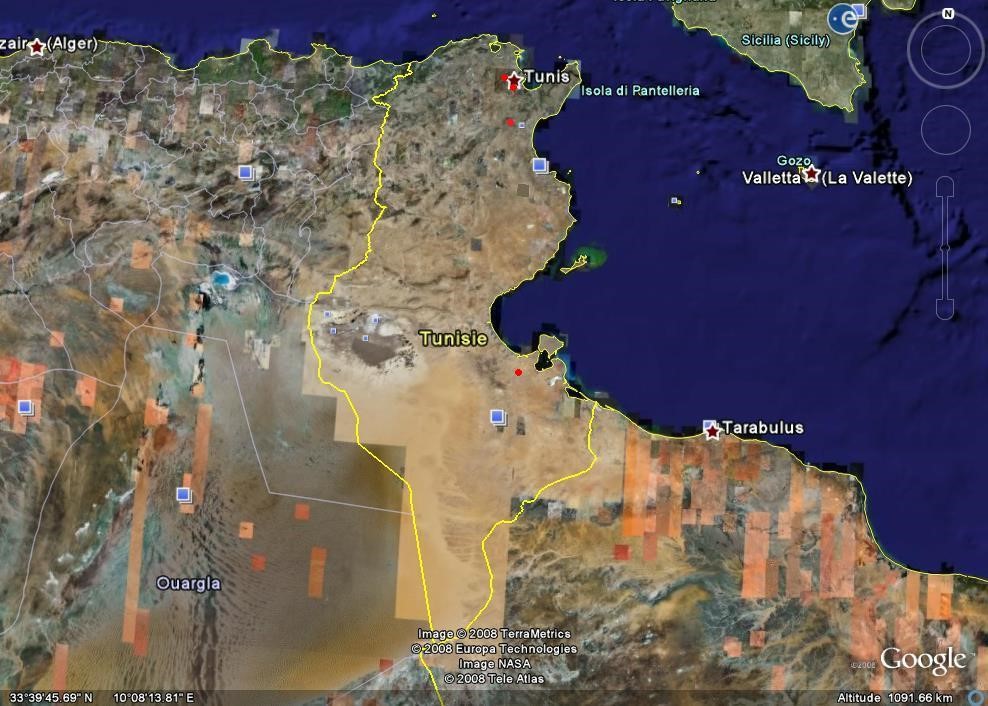 N
zair (Alger)
Sicilia (Sicily)
e
Tunis
Isola di Pantelleria
Gozo
Valletta (La Valette)
Tunisie
Tarabulus
Ouargla
Image © 2008 TerraMetrics
© 2008 Europa Technologies
Image NASA
© 2008 Tele Atlas
©2008 Google
33°39'45.69" N 10°08'13.81" E
Altitude 1091.66 km